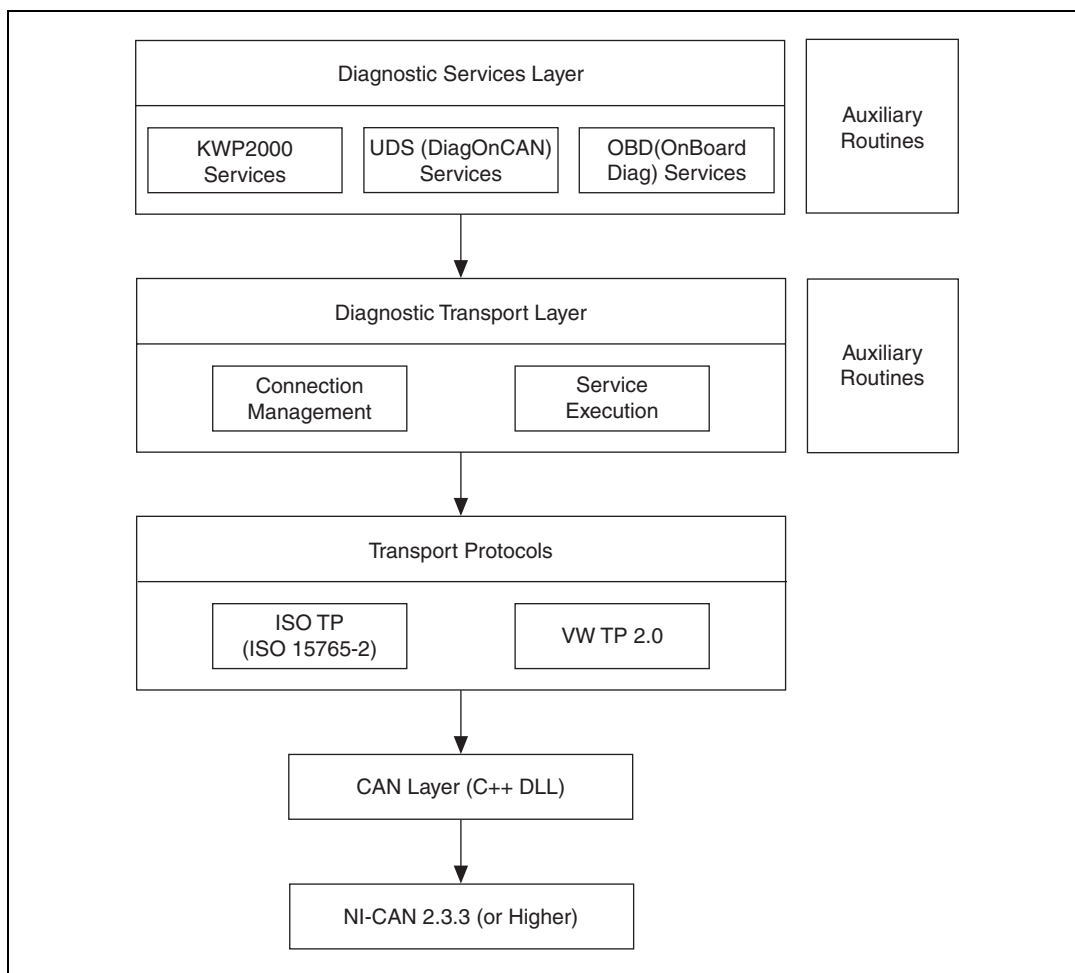 Diagnostic Services Layer
Auxiliary
Routines
KWP2000
Services
UDS (DiagOnCAN)
Services
OBD(OnBoard
Diag) Services
Diagnostic Transport Layer
Auxiliary
Routines
Connection
Management
Service
Execution
Transport Protocols
ISO TP
(ISO 15765-2)
VW TP 2.0
CAN Layer (C++ DLL)
NI-CAN 2.3.3 (or Higher)